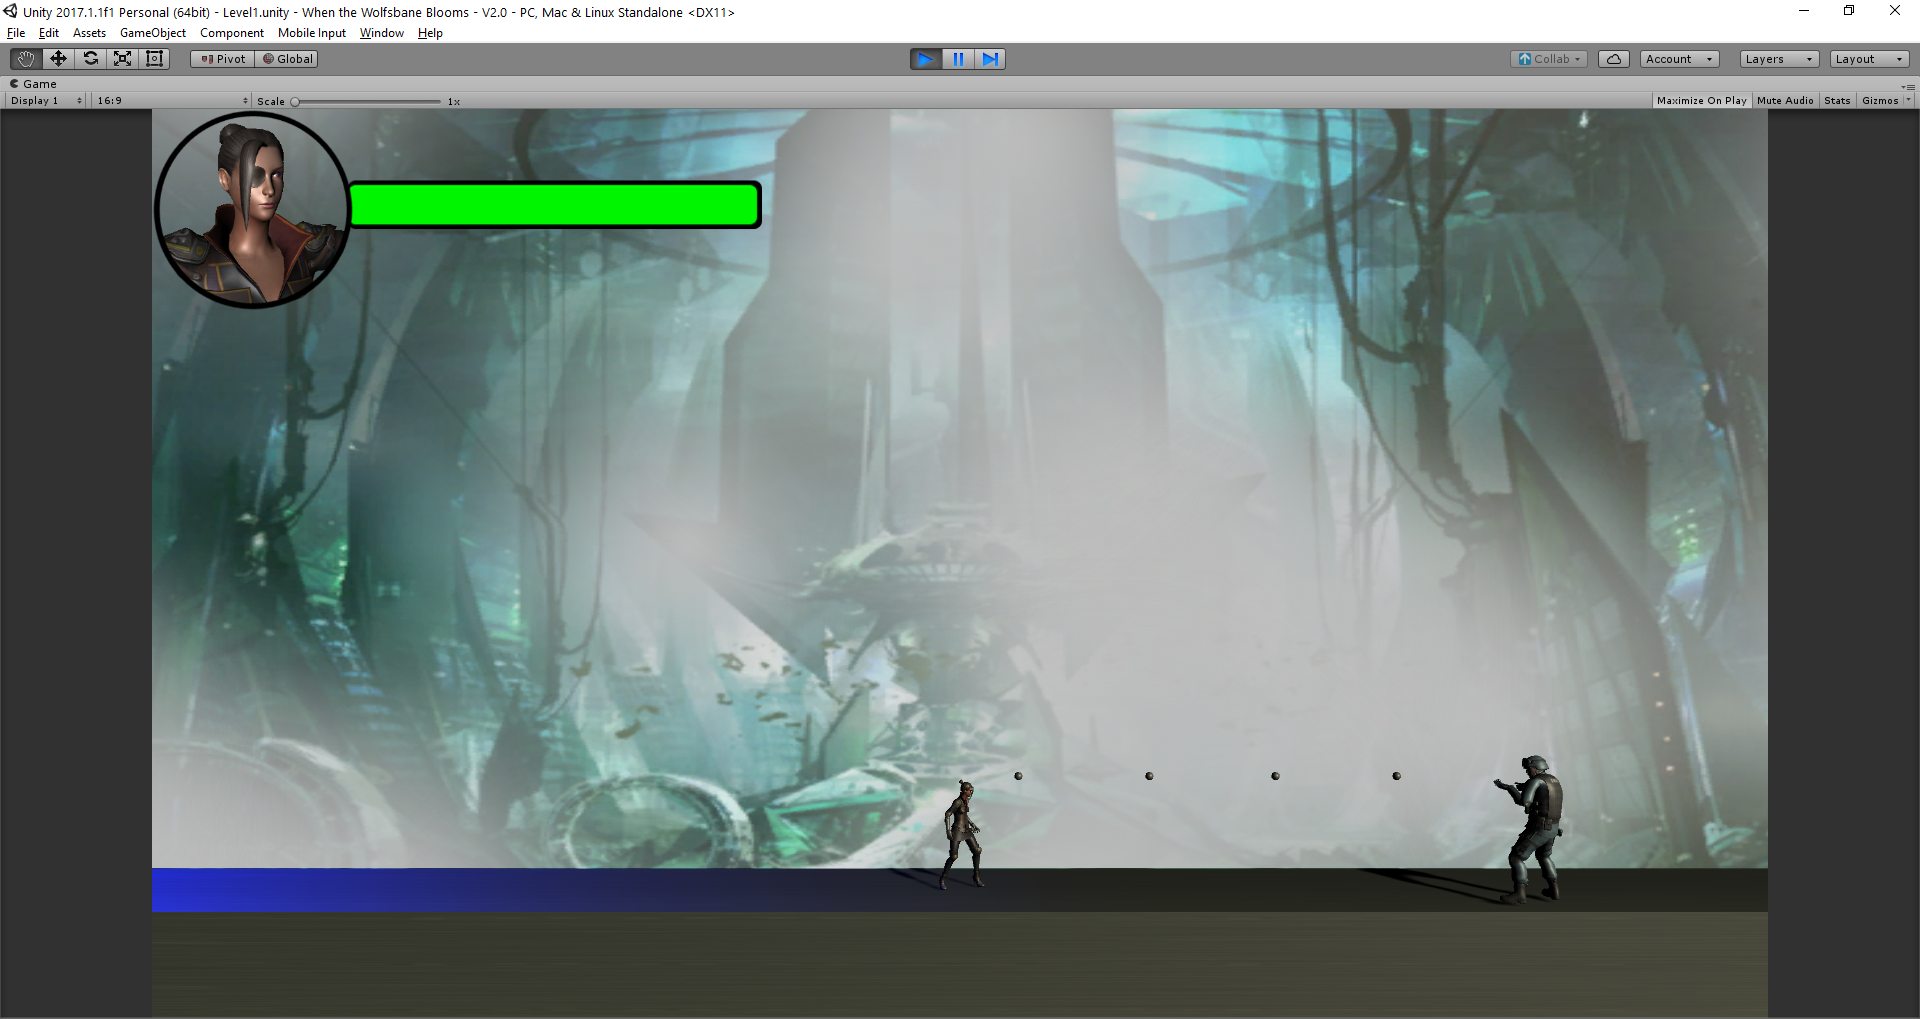 Unity 2017.1.1f1 Personal (64bit) - Level1.unity - When the Wolfsbane Blooms - V2.0 - PC, Mac & Linux Standalone <DX11>
File Edit Assets GameObject Component Mobile Input Window Help
Pivot Global Collab Account Layers Layout
Game
Display 1 16:9 Scale 1x Maximize On Play Mute Audio Stats Gizmos